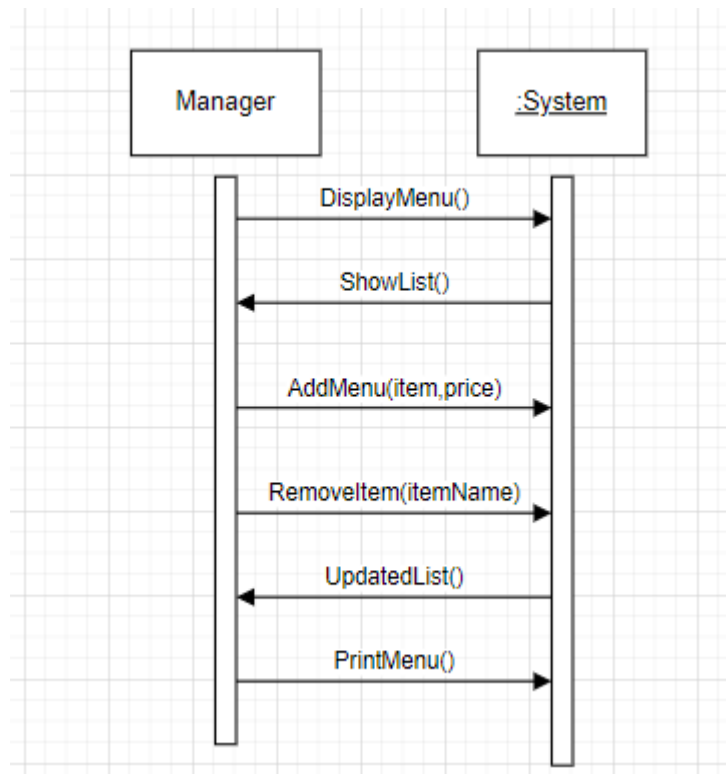 Manager
:System
DisplayMenu()
ShowList()
AddMenu(item,price)
RemoveItem(itemName)
UpdatedList()
PrintMenu()